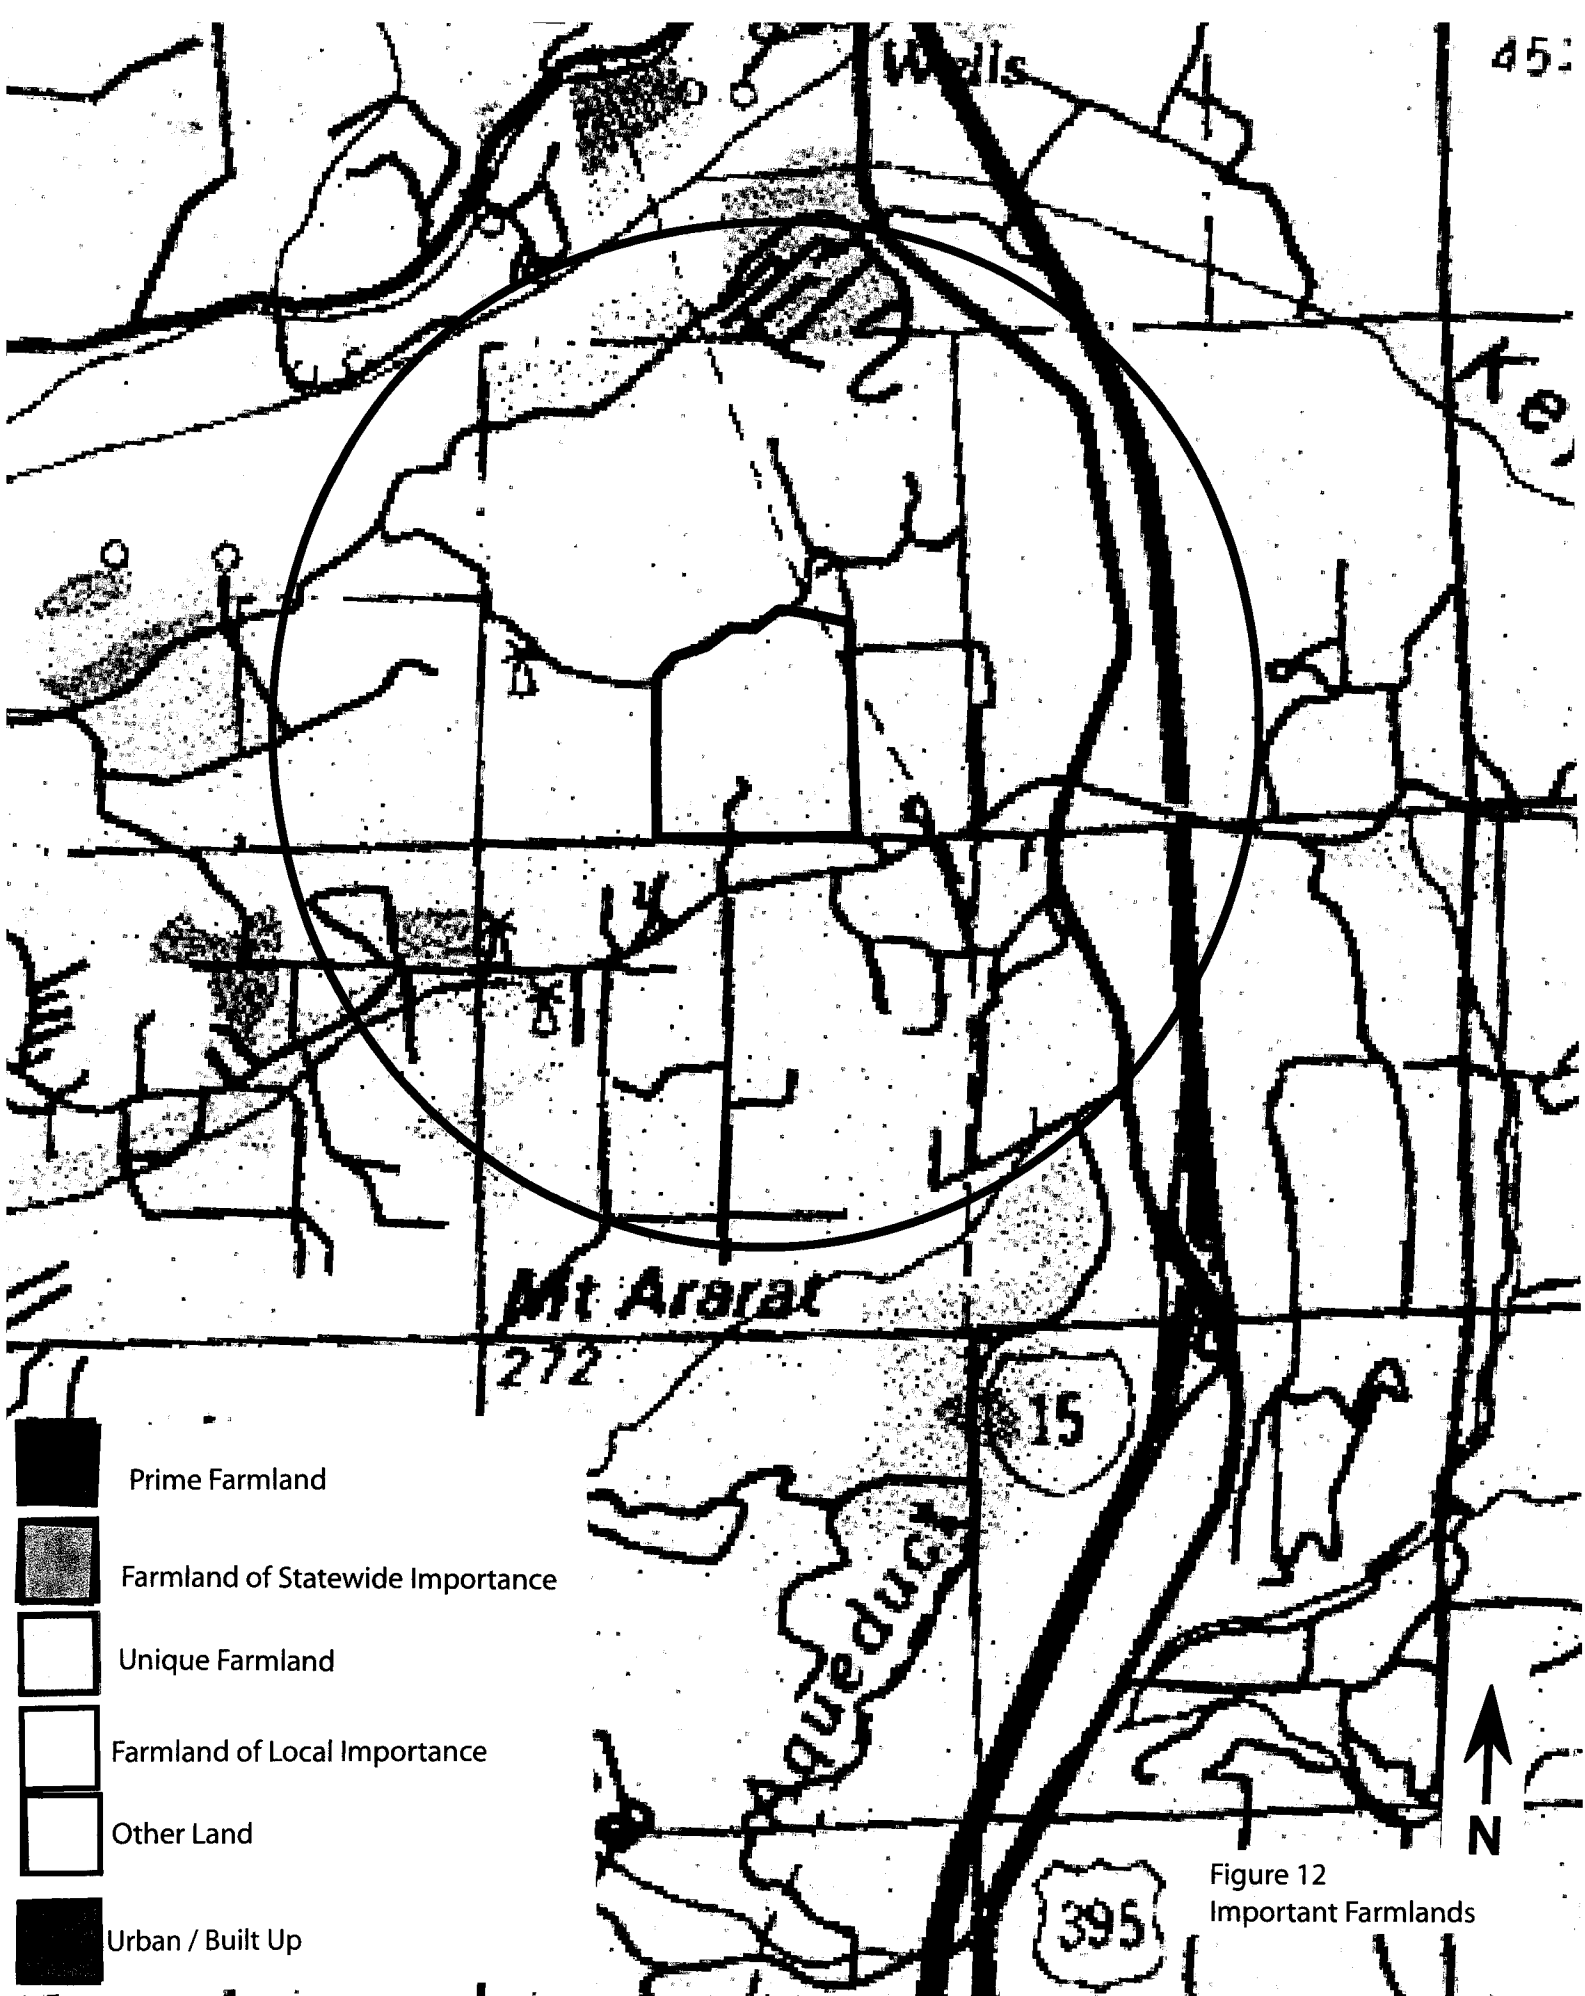 Wells
Mt Ararat
272
15
Aqueduct
Prime Farmland
Farmland of Statewide Importance
Unique Farmland
Farmland of Local Importance
Other Land
Urban / Built Up
N
Figure 12
Important Farmlands
395